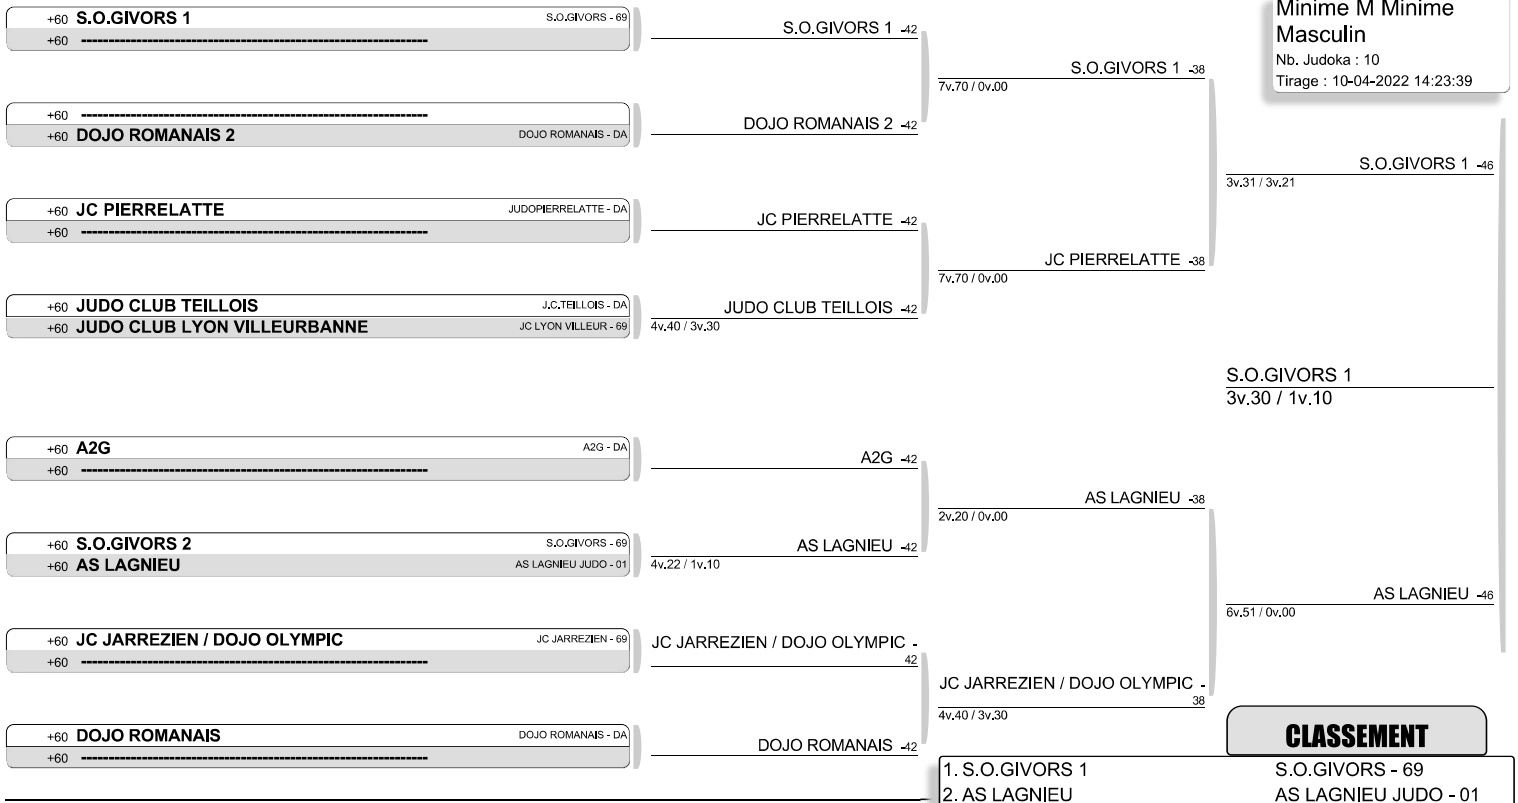 +60 S.O.GIVORS 1 S.O.GIVORS - 69
+60 ----------------------------------------------------------------
+60 ----------------------------------------------------------------
+60 DOJO ROMANAIS 2 DOJO ROMANAIS - DA
+60 JC PIERRELATTE JUDOPIERRELATTE - DA
+60 ----------------------------------------------------------------
+60 JUDO CLUB TEILLOIS J.C.TEILLOIS - DA
+60 JUDO CLUB LYON VILLEURBANNE JC LYON VILLEUR - 69
+60 A2G A2G - DA
+60 ----------------------------------------------------------------
+60 S.O.GIVORS 2 S.O.GIVORS - 69
+60 AS LAGNIEU AS LAGNIEU JUDO - 01
+60 JC JARREZIEN / DOJO OLYMPIC JC JARREZIEN - 69
+60 ----------------------------------------------------------------
+60 DOJO ROMANAIS DOJO ROMANAIS - DA
+60 ----------------------------------------------------------------
S.O.GIVORS 1 -42
DOJO ROMANAIS 2 -42
JC PIERRELATTE -42
JUDO CLUB TEILLOIS -42
4v.40 / 3v.30
A2G -42
AS LAGNIEU -42
4v.22 / 1v.10
JC JARREZIEN / DOJO OLYMPIC -
42
DOJO ROMANAIS -42
S.O.GIVORS 1 -38
7v.70 / 0v.00
JC PIERRELATTE -38
7v.70 / 0v.00
AS LAGNIEU -38
2v.20 / 0v.00
JC JARREZIEN / DOJO OLYMPIC -
38
4v.40 / 3v.30
Minime M Minime
Masculin
Nb. Judoka : 10
Tirage : 10-04-2022 14:23:39
S.O.GIVORS 1 -46
3v.31 / 3v.21
S.O.GIVORS 1
3v.30 / 1v.10
AS LAGNIEU -46
6v.51 / 0v.00
CLASSEMENT
1. S.O.GIVORS 1 S.O.GIVORS - 69
2. AS LAGNIEU AS LAGNIEU JUDO - 01